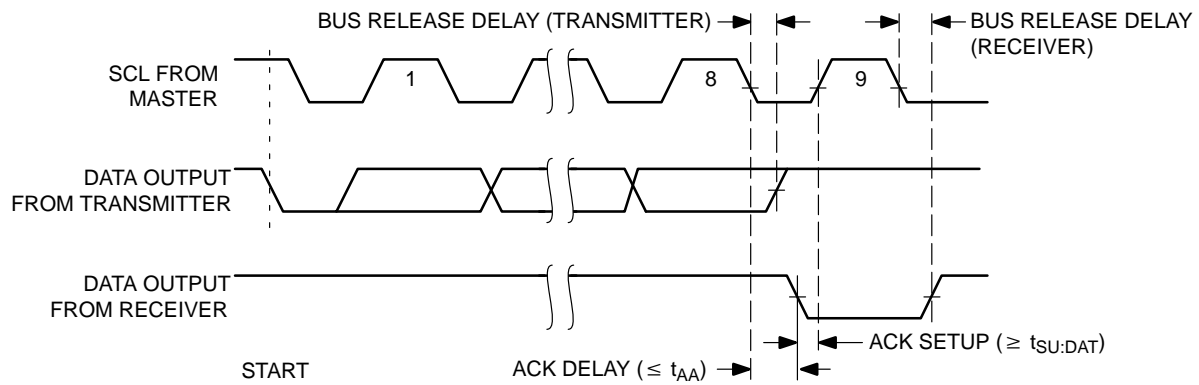 BUS RELEASE DELAY (TRANSMITTER)
BUS RELEASE DELAY
(RECEIVER)
SCL FROM
MASTER
1
8
9
DATA OUTPUT
FROM TRANSMITTER
DATA OUTPUT
FROM RECEIVER
ACK SETUP (≥ tSU:DAT)
START
ACK DELAY (≤ tAA)